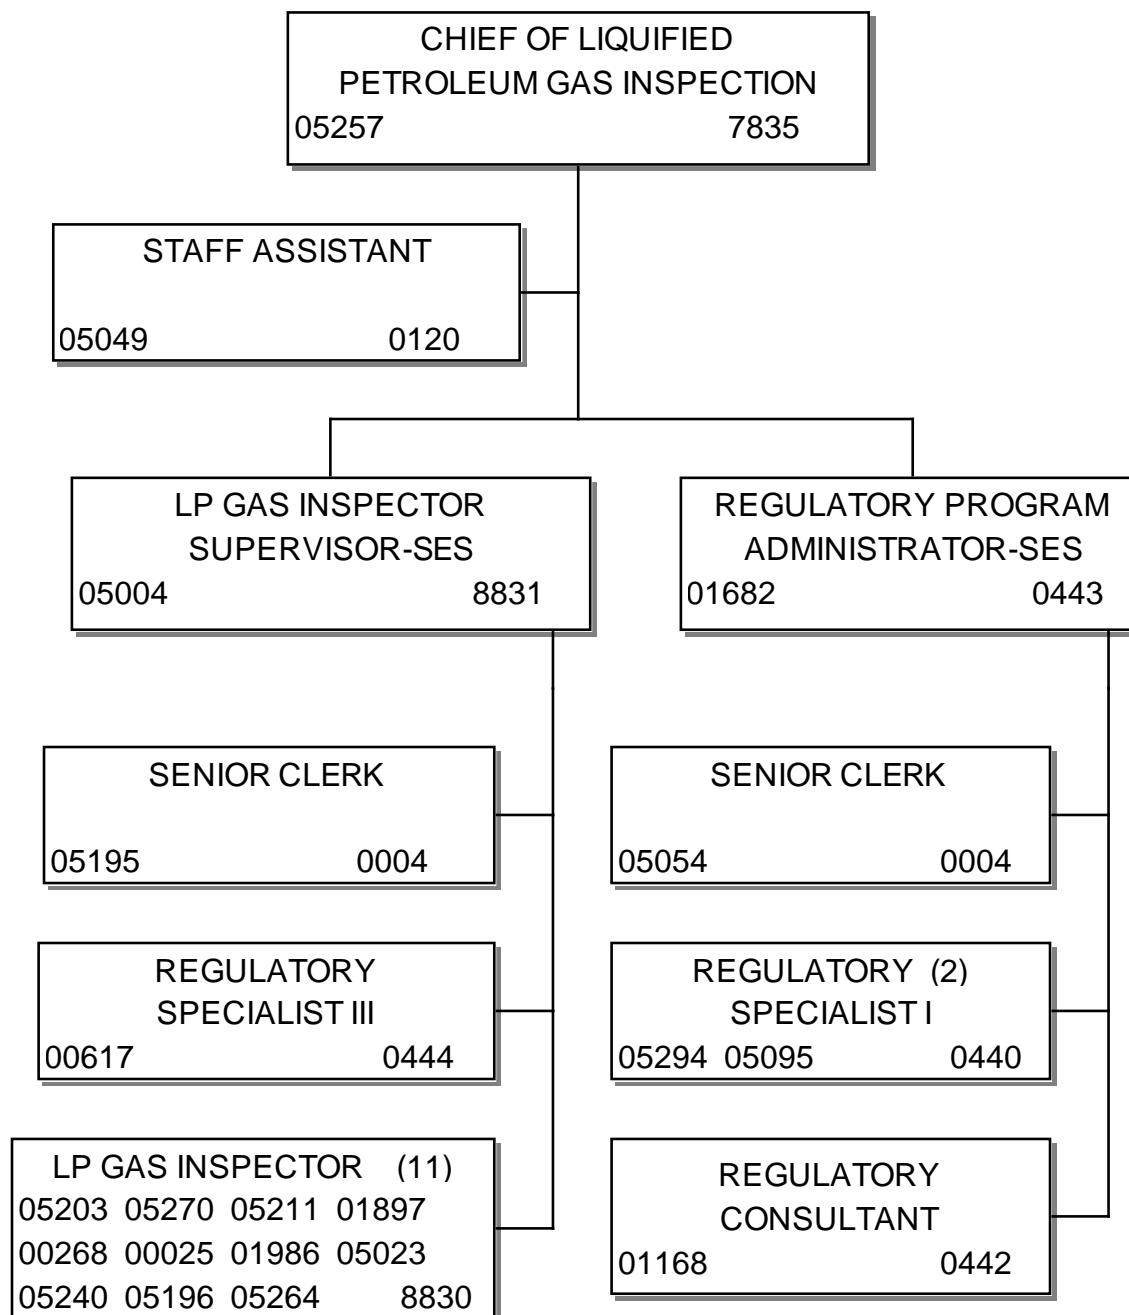 CHIEF OF LIQUIFIED
PETROLEUM GAS INSPECTION
05257 7835
STAFF ASSISTANT
05049 0120
LP GAS INSPECTOR
SUPERVISOR-SES
05004 8831
REGULATORY PROGRAM
ADMINISTRATOR-SES
01682 0443
SENIOR CLERK
05195 0004
SENIOR CLERK
05054 0004
REGULATORY
SPECIALIST III
00617 0444
REGULATORY (2)
SPECIALIST I
05294 05095 0440
LP GAS INSPECTOR (11)
05203 05270 05211 01897
00268 00025 01986 05023
05240 05196 05264 8830
REGULATORY
CONSULTANT
01168 0442